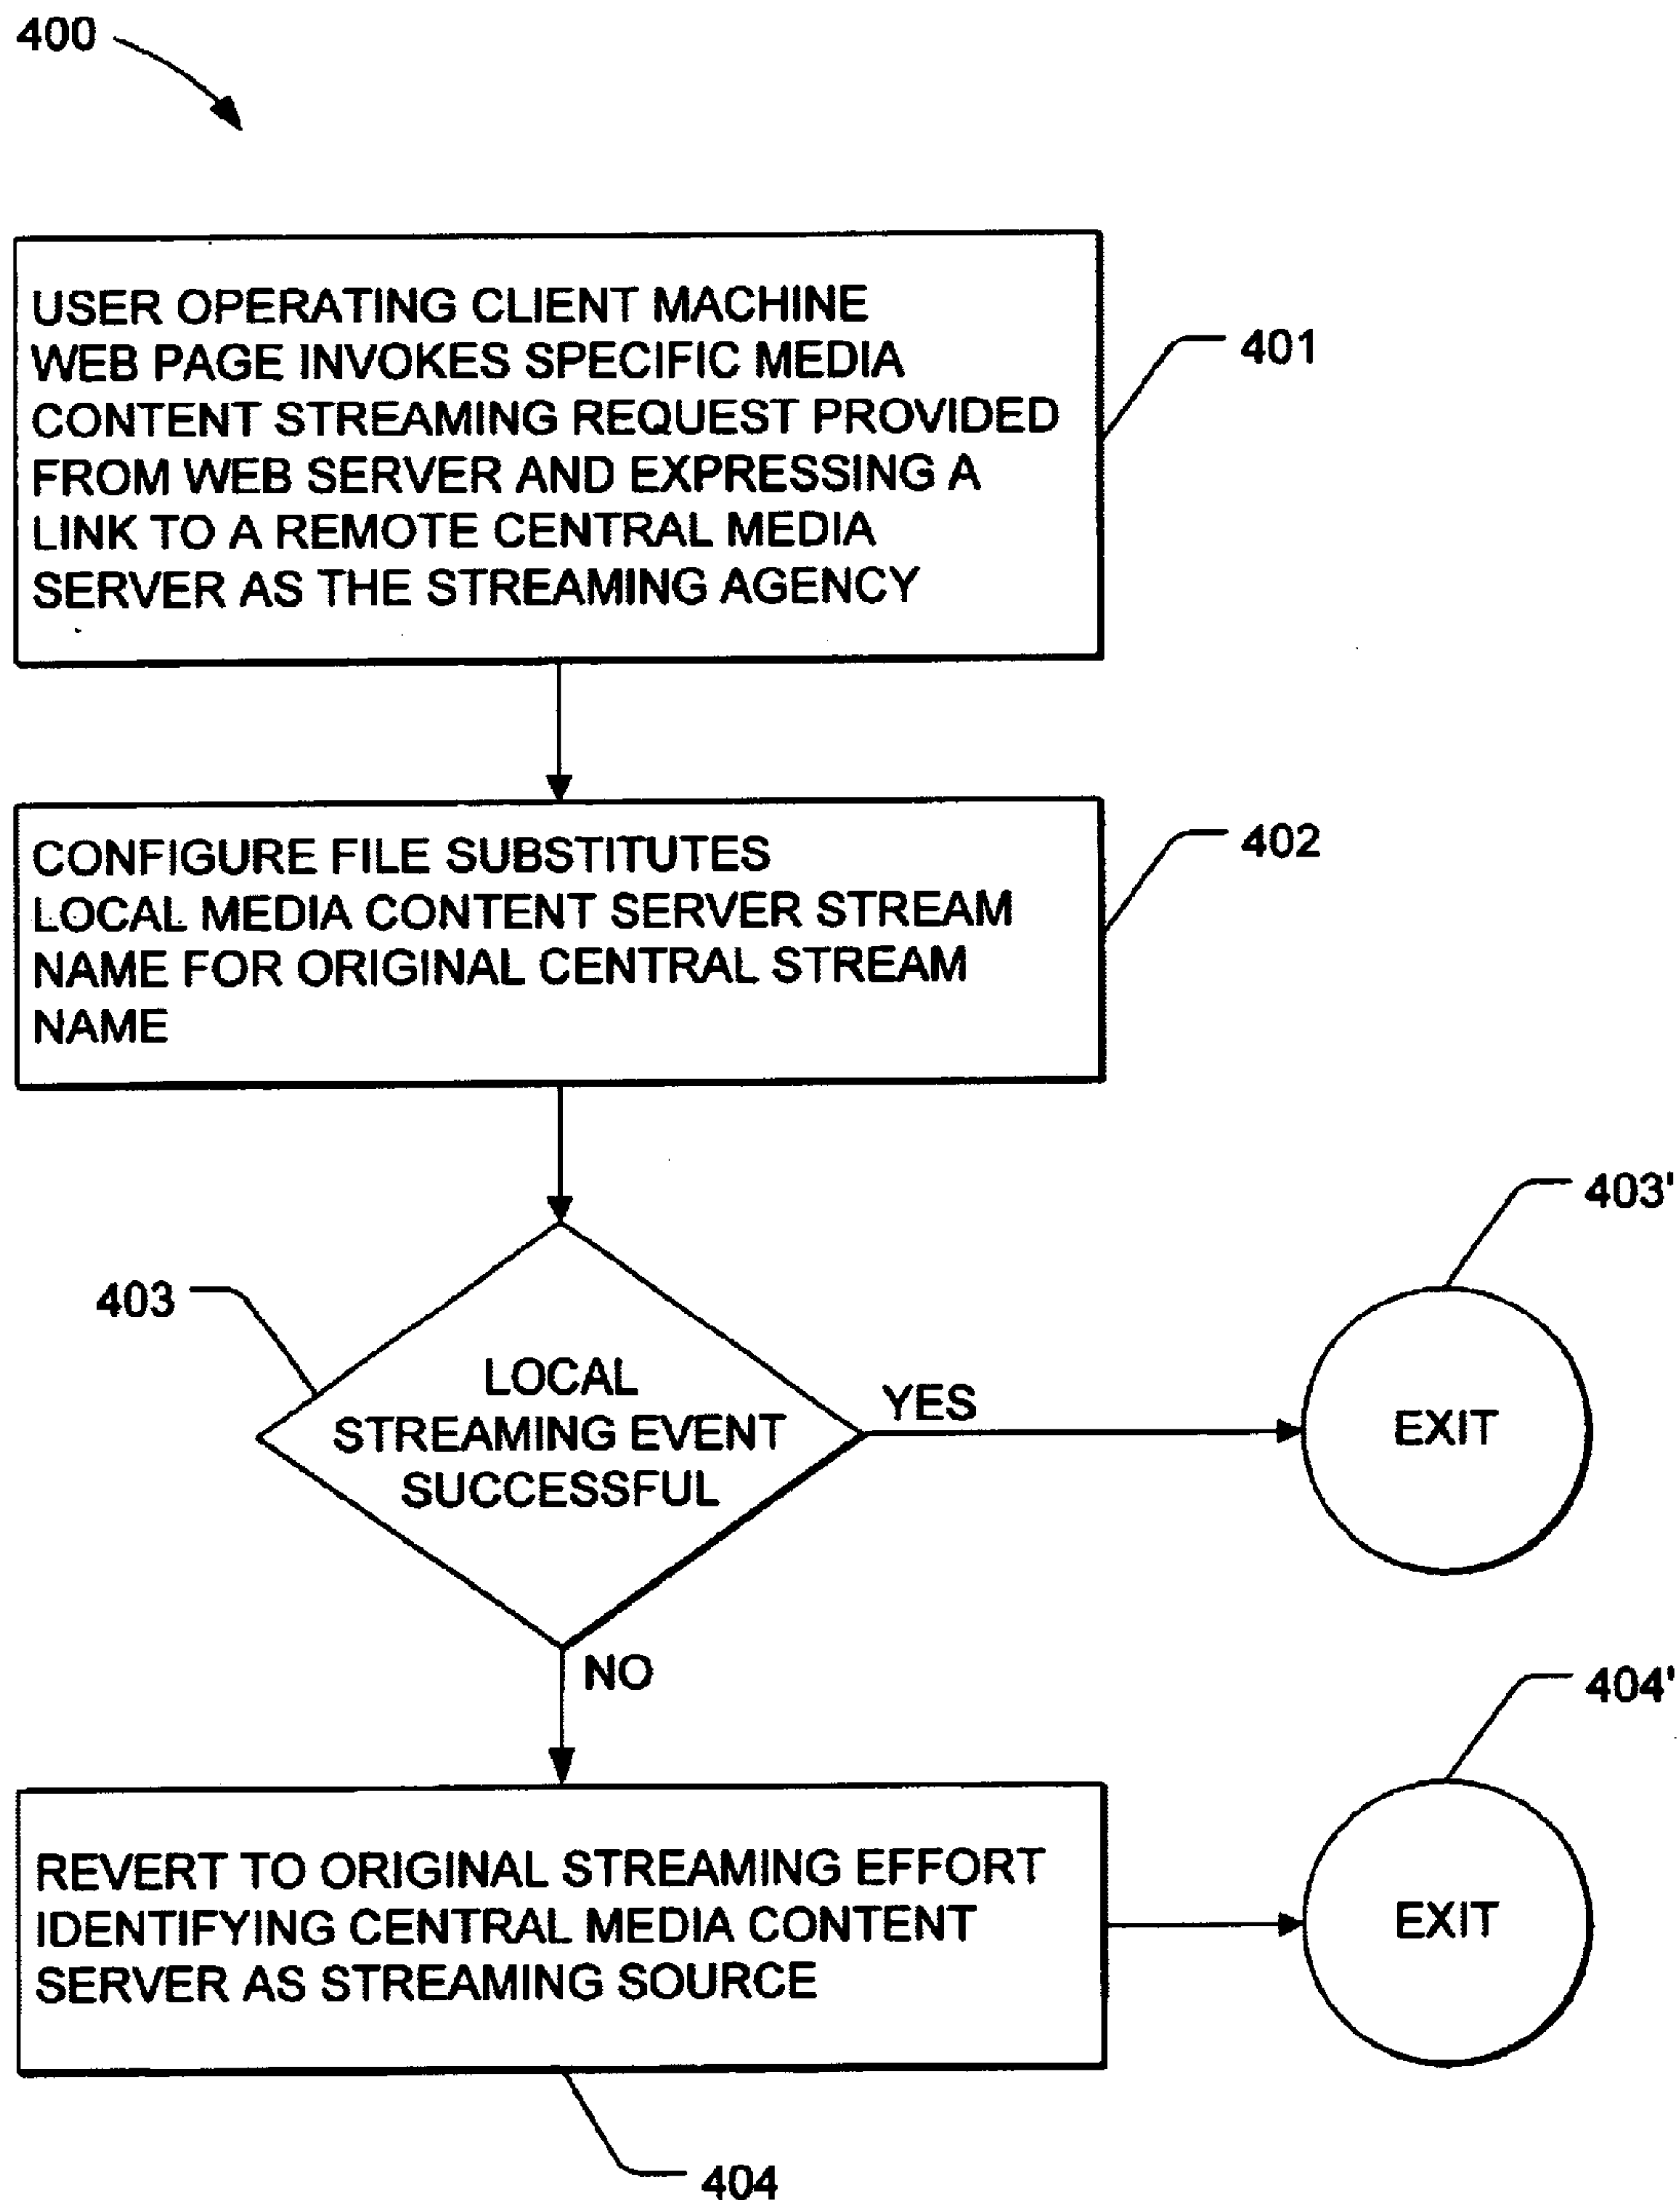 400
USER OPERATING CLIENT MACHINE
WEB PAGE INVOKES SPECIFIC MEDIA
CONTENT STREAMING REQUEST PROVIDED
FROM WEB SERVER AND EXPRESSING A
LINK TO A REMOTE CENTRAL MEDIA
SERVER AS THE STREAMING AGENCY
401
CONFIGURE FILE SUBSTITUTES
LOCAL MEDIA CONTENT SERVER STREAM
NAME FOR ORIGINAL CENTRAL STREAM
NAME
402
403
LOCAL
STREAMING EVENT
SUCCESSFUL
YES
403'
EXIT
NO
404'
REVERT TO ORIGINAL STREAMING EFFORT
IDENTIFYING CENTRAL MEDIA CONTENT
SERVER AS STREAMING SOURCE
EXIT
404